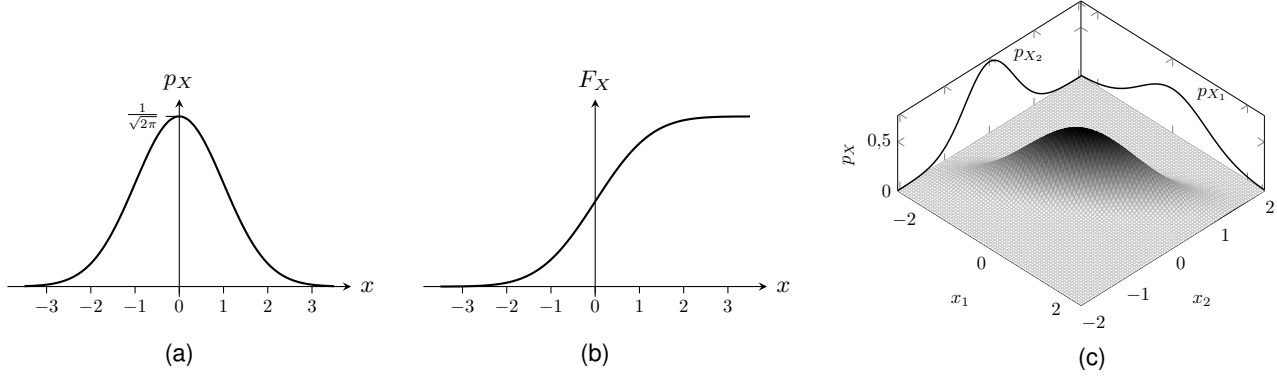 p_X
1/√2π
−3 −2 −1 0 1 2 3 x
(a)
F_X
−3 −2 −1 0 1 2 3 x
(b)
p_{X_2}
p_{X_1}
p_X
0,5
0
−2
0
2
x_1
−2
−1
0
1
2
x_2
(c)